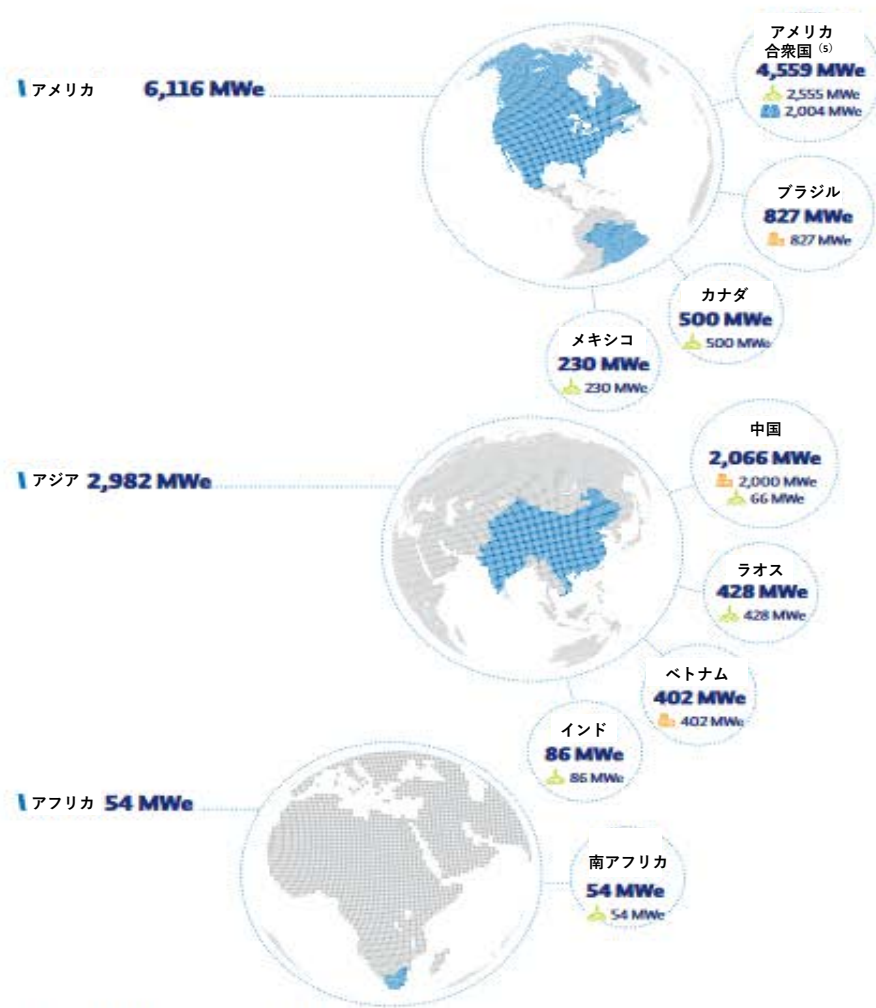 アメリカ 6,116 MWe
アメリカ
合衆国 (5)
4,559 MWe
2,555 MWe
2,004 MWe
ブラジル
827 MWe
827 MWe
カナダ
500 MWe
500 MWe
メキシコ
230 MWe
230 MWe
アジア 2,982 MWe
中国
2,066 MWe
2,000 MWe
66 MWe
ラオス
428 MWe
428 MWe
ベトナム
402 MWe
402 MWe
インド
86 MWe
86 MWe
アフリカ 54 MWe
南アフリカ
54 MWe
54 MWe